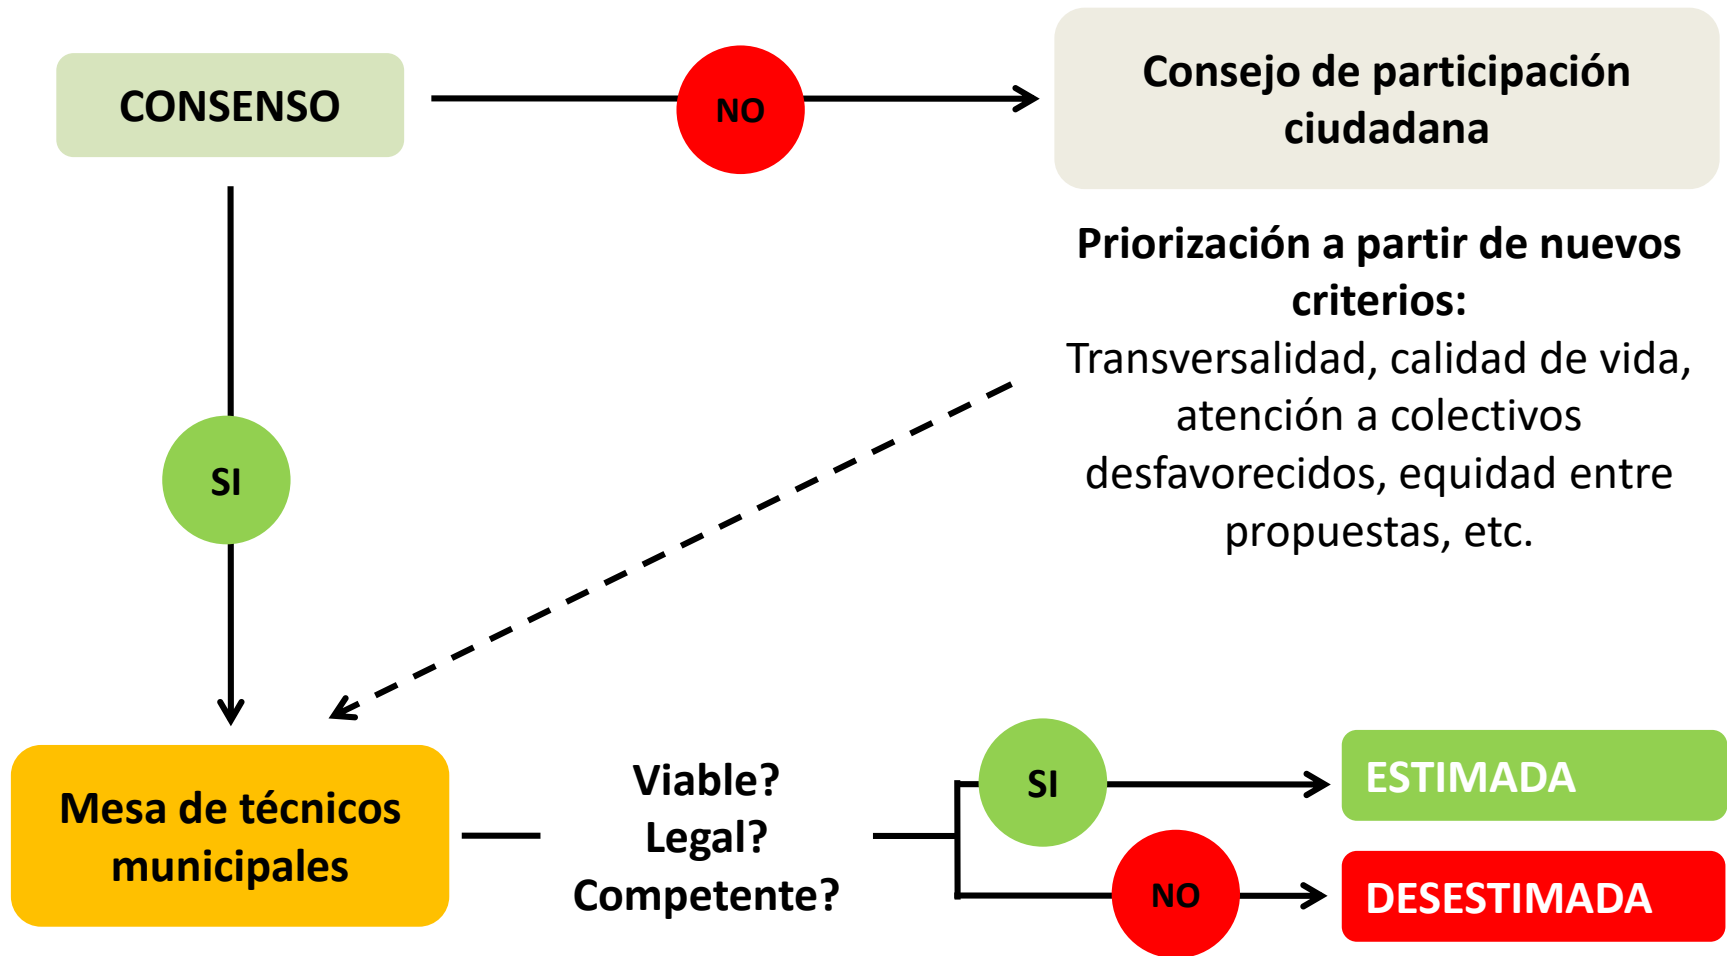 CONSENSO
NO
Consejo de participación
ciudadana
Priorización a partir de nuevos
criterios:
Transversalidad, calidad de vida,
atención a colectivos
desfavorecidos, equidad entre
propuestas, etc.
SI
Mesa de técnicos
municipales
Viable?
Legal?
Competente?
SI
ESTIMADA
NO
DESESTIMADA